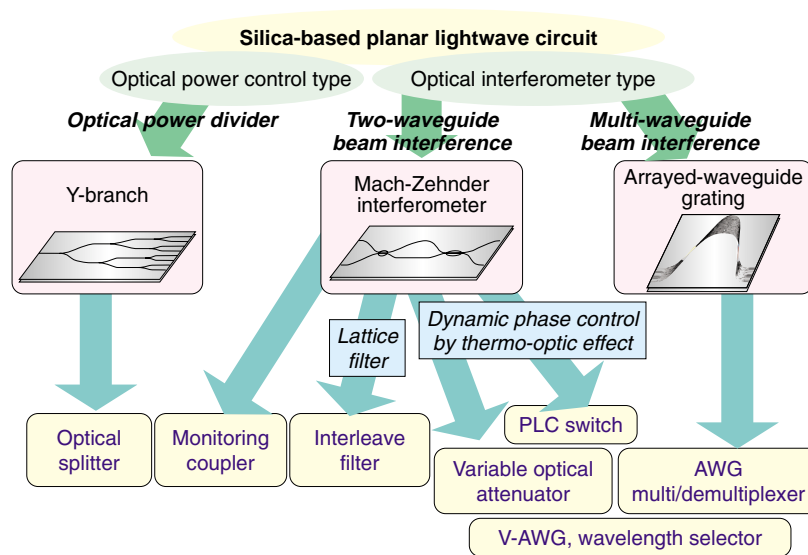 Silica-based planar lightwave circuit
Optical power control type
Optical interferometer type
Optical power divider
Two-waveguide
beam interference
Multi-waveguide
beam interference
Y-branch
Mach-Zehnder
interferometer
Arrayed-waveguide
grating
Lattice
filter
Dynamic phase control
by thermo-optic effect
Optical
splitter
Monitoring
coupler
Interleave
filter
PLC switch
Variable optical
attenuator
AWG
multi/demultiplexer
V-AWG, wavelength selector